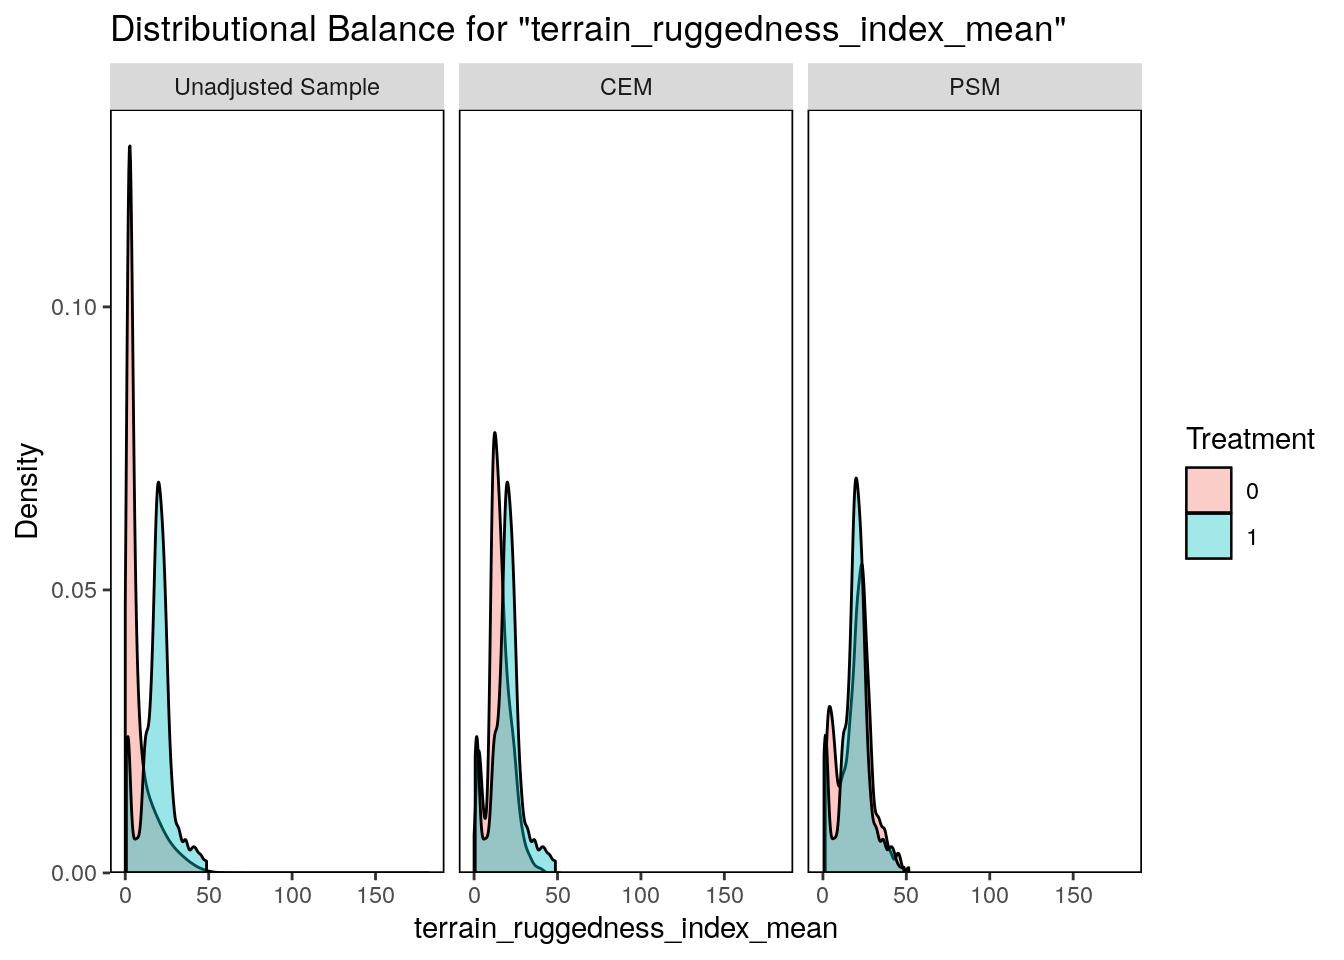 Distributional Balance for "terrain_ruggedness_index_mean"
Unadjusted Sample
CEM
PSM
Density
0.10
0.05
0.00
0 50 100 150
0 50 100 150
0 50 100 150
terrain_ruggedness_index_mean
Treatment
0
1